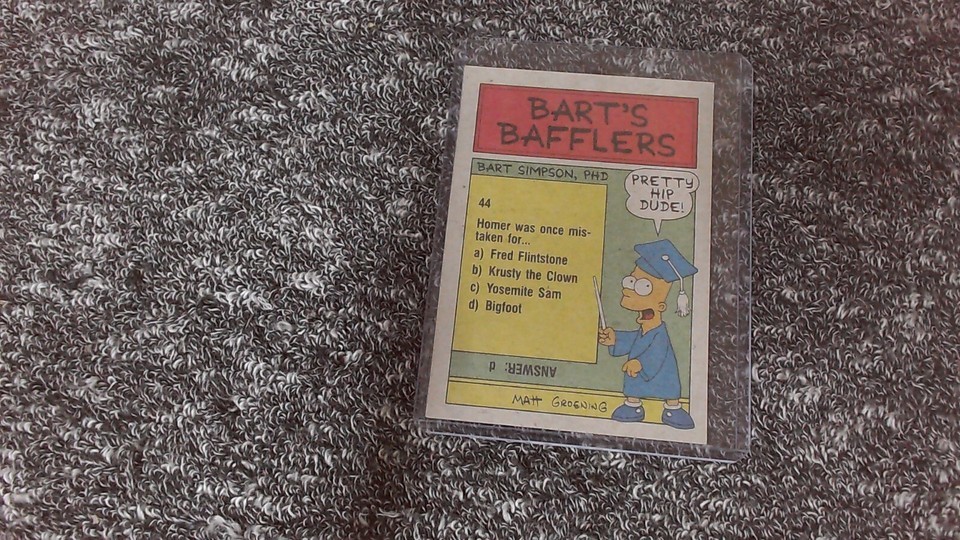 BART'S
BAFFLERS
BART SIMPSON, PHD
PRETTY
HIP
DUDE!
44
Homer was once mis-
taken for...
a) Fred Flintstone
b) Krusty the Clown
c) Yosemite Sam
d) Bigfoot
ANSWER: d
MATT GROENING